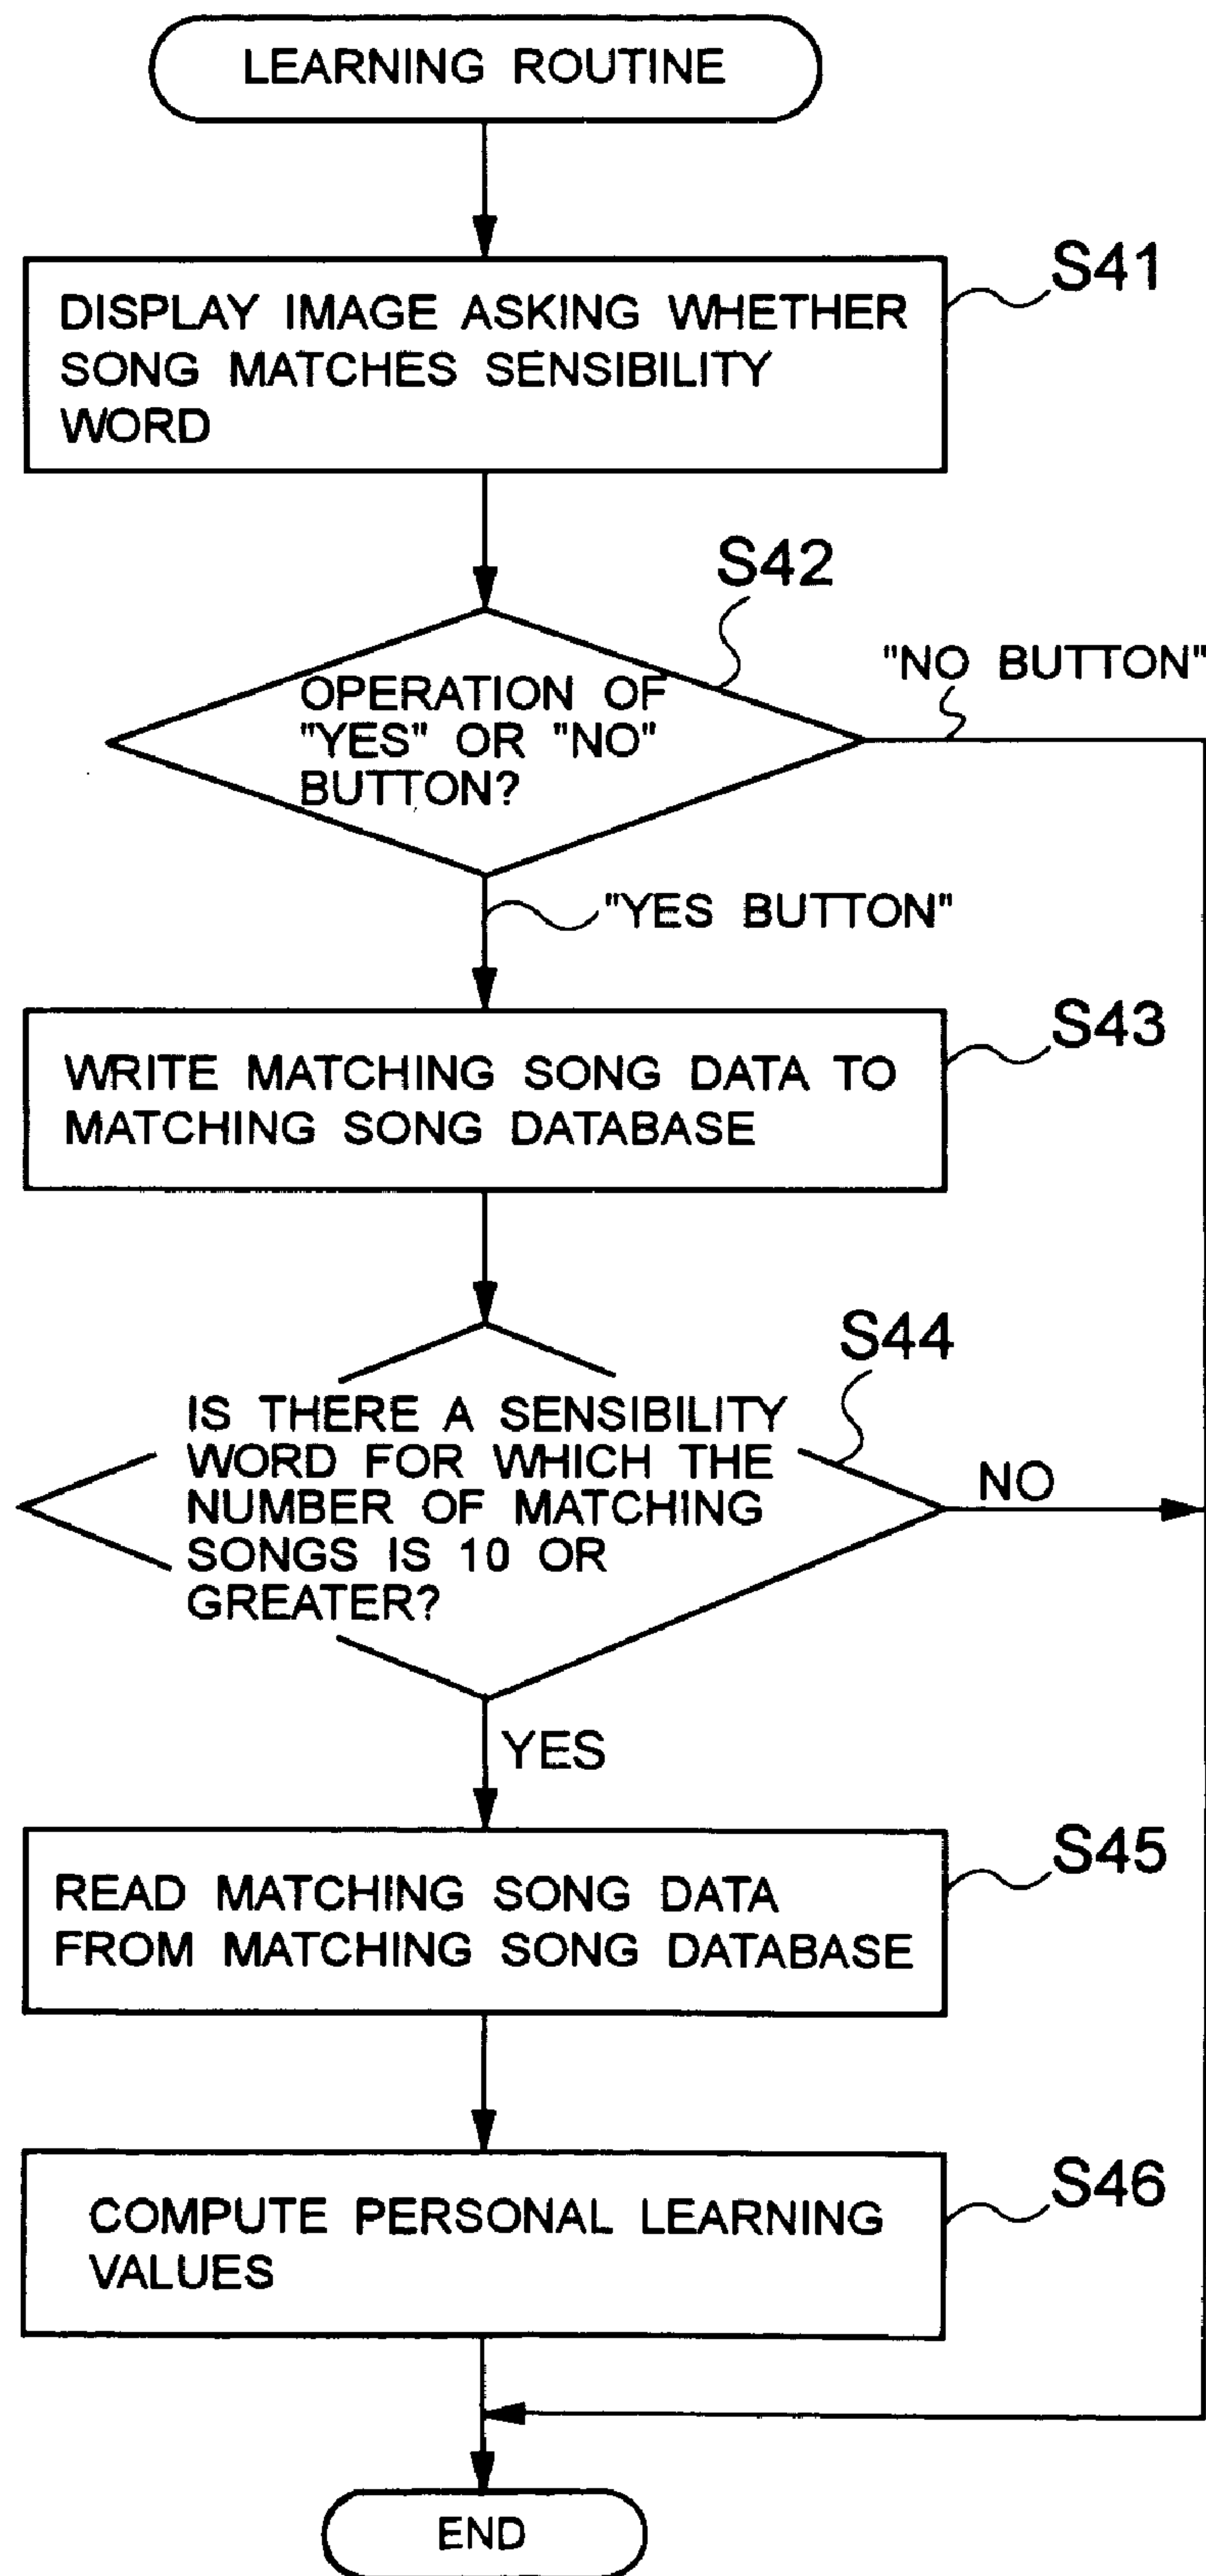 LEARNING ROUTINE
S41
DISPLAY IMAGE ASKING WHETHER
SONG MATCHES SENSIBILITY
WORD
S42
"NO BUTTON"
OPERATION OF
"YES" OR "NO"
BUTTON?
"YES BUTTON"
S43
WRITE MATCHING SONG DATA TO
MATCHING SONG DATABASE
S44
IS THERE A SENSIBILITY
WORD FOR WHICH THE
NUMBER OF MATCHING
SONGS IS 10 OR
GREATER?
NO
YES
S45
READ MATCHING SONG DATA
FROM MATCHING SONG DATABASE
S46
COMPUTE PERSONAL LEARNING
VALUES
END